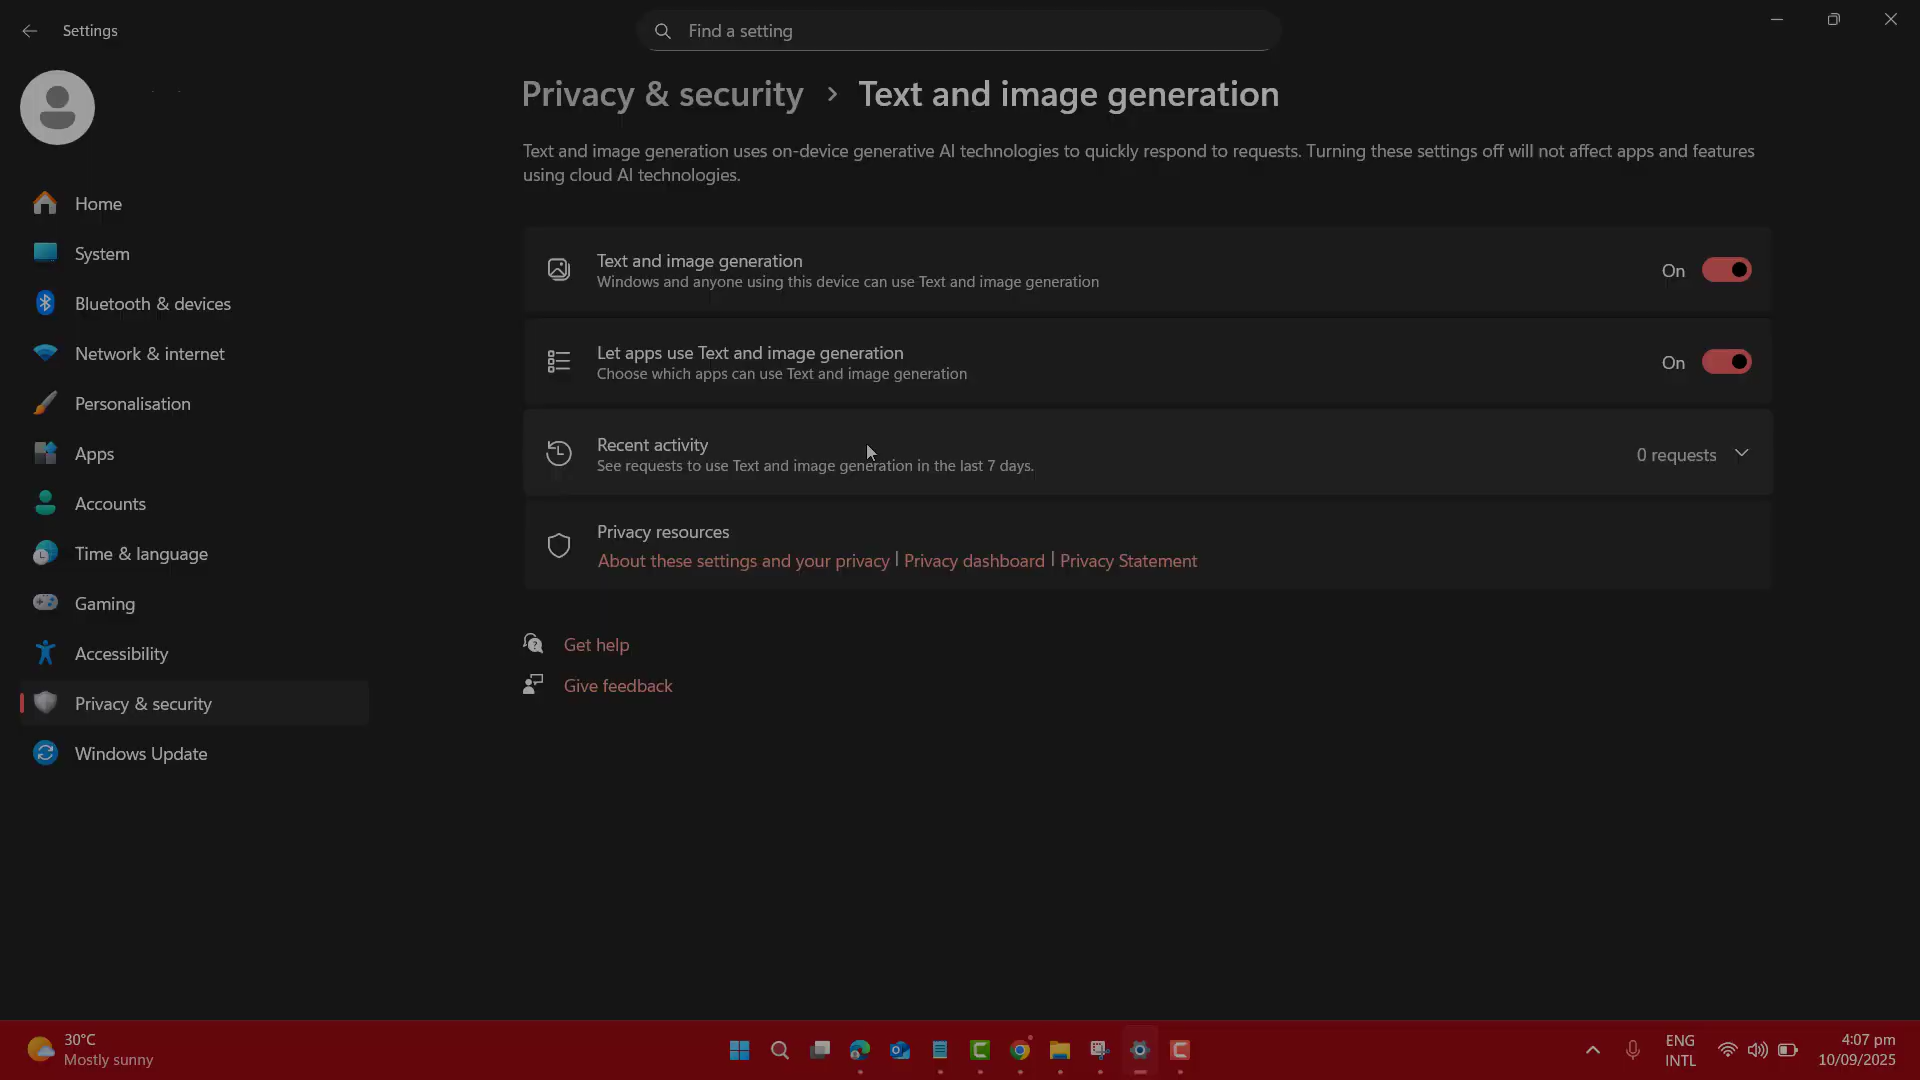 Settings
Find a setting
Privacy & security > Text and image generation
Text and image generation uses on-device generative AI technologies to quickly respond to requests. Turning these settings off will not affect apps and features
using cloud AI technologies.
Home
System
Bluetooth & devices
Network & internet
Personalisation
Apps
Accounts
Time & language
Gaming
Accessibility
Privacy & security
Windows Update
Text and image generation
Windows and anyone using this device can use Text and image generation
On
Let apps use Text and image generation
Choose which apps can use Text and image generation
On
Recent activity
See requests to use Text and image generation in the last 7 days.
0 requests
Privacy resources
About these settings and your privacy | Privacy dashboard | Privacy Statement
Get help
Give feedback
30°C
Mostly sunny
ENG
INTL
4:07 pm
10/09/2025